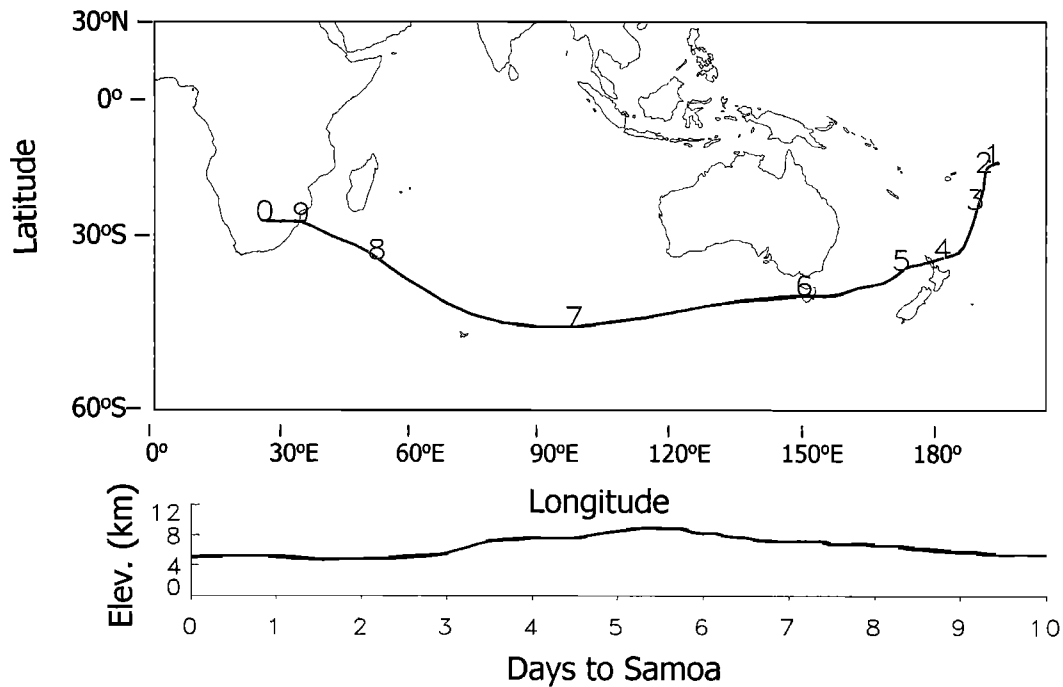 30ºN
0º
Latitude
30ºS
60ºS
0 9 8 7 6 5 4 3 2 1
0º 30ºE 60ºE 90ºE 120ºE 150ºE 180º
Longitude
Elev. (km)
12
8
4
0
0 1 2 3 4 5 6 7 8 9 10
Days to Samoa